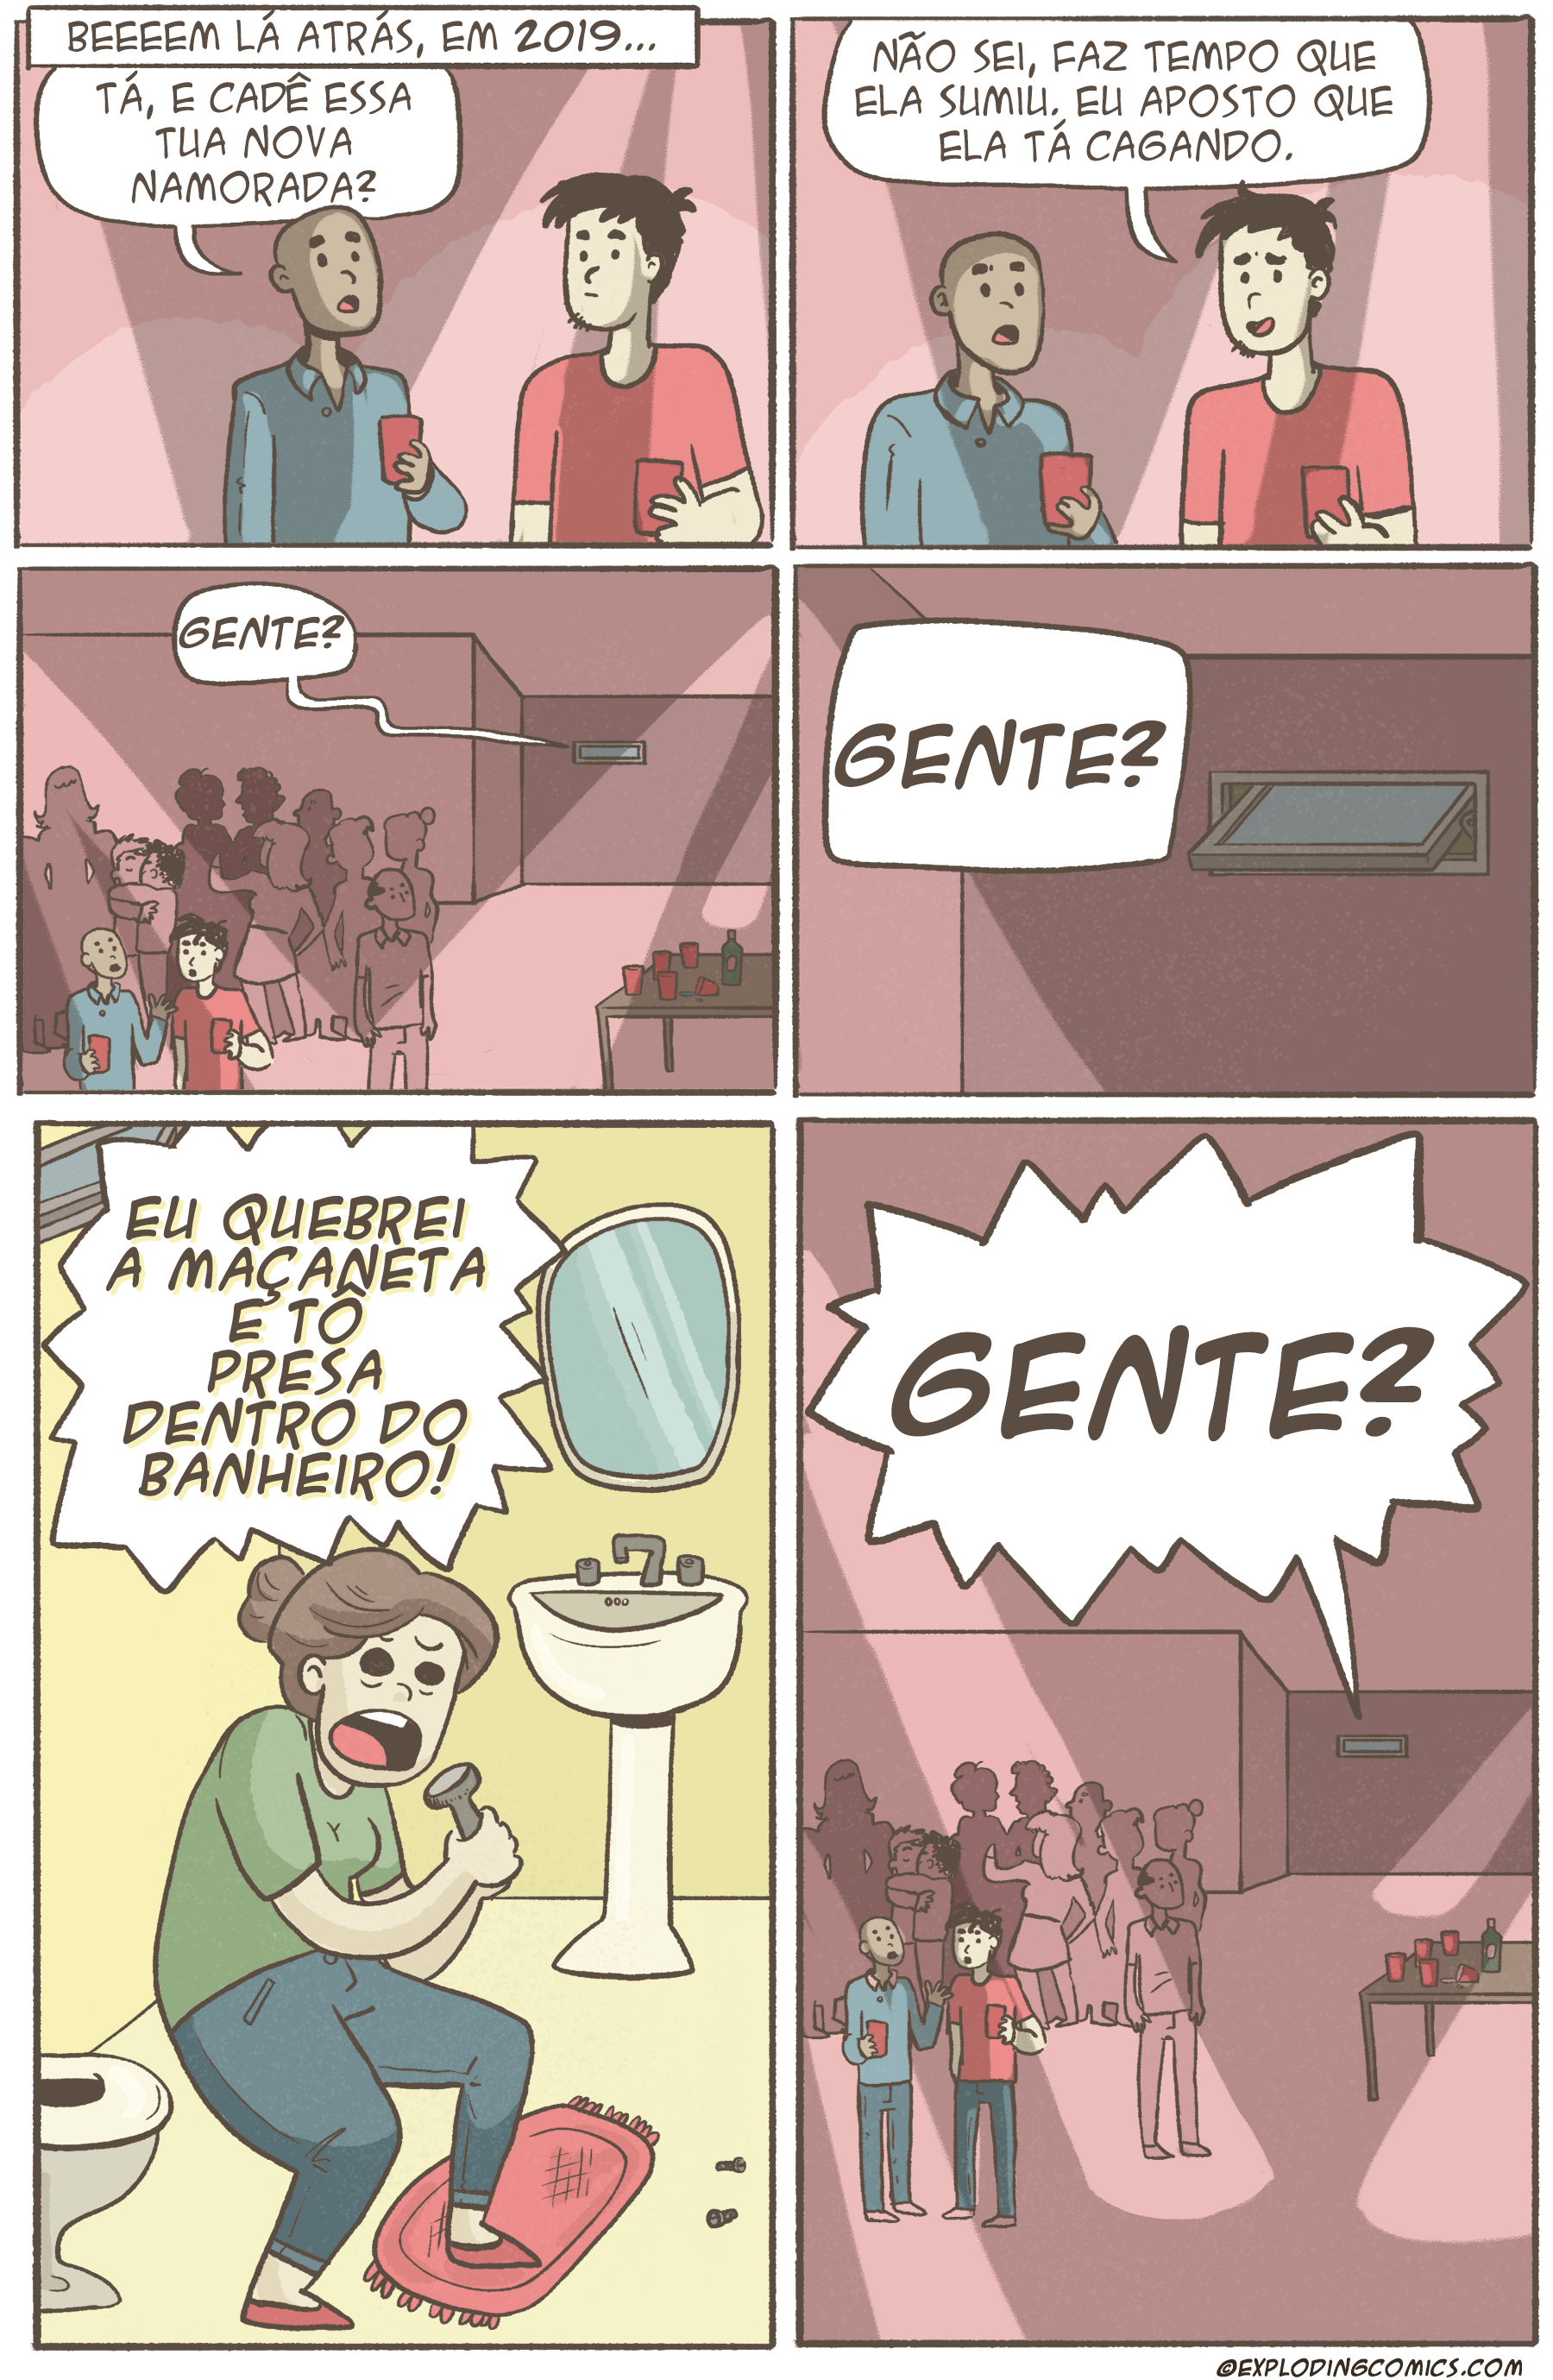 BEEEEM LÁ ATRÁS, EM 2019...
TÁ, E CADÊ ESSA
TUA NOVA
NAMORADA?
NÃO SEI, FAZ TEMPO QUE
ELA SUMIU. EU APOSTO QUE
ELA TÁ CAGANDO.
GENTE?
GENTE?
EU QUEBREI
A MAÇANETA
E TÔ
PRESA
DENTRO DO
BANHEIRO!
GENTE?
©EXPLODINGCOMICS.COM